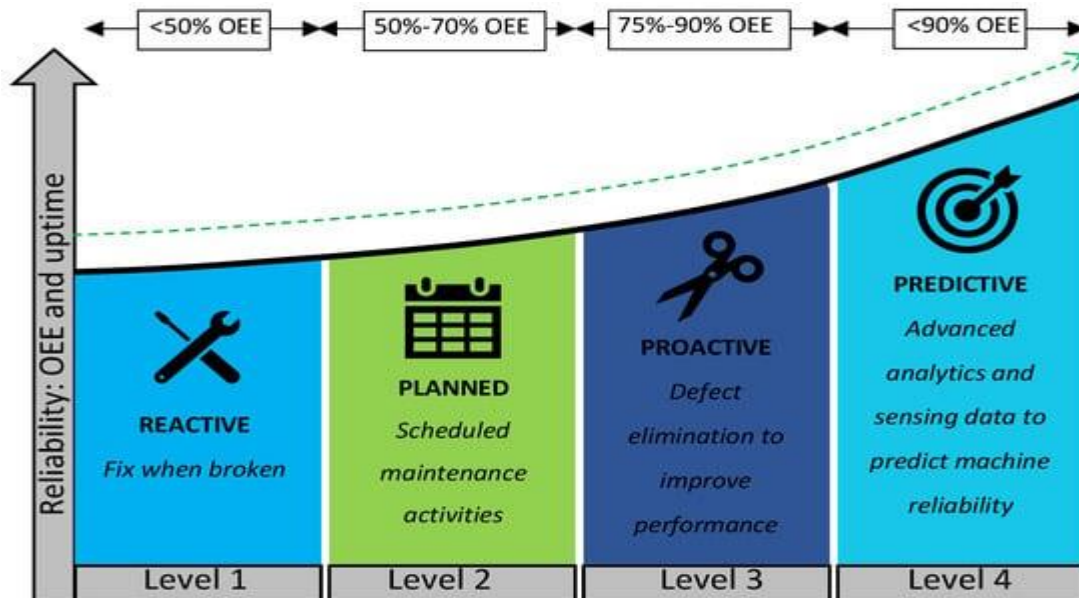 <50% OEE
50%-70% OEE
75%-90% OEE
<90% OEE
Reliability: OEE and uptime
REACTIVE
Fix when broken
PLANNED
Scheduled
maintenance
activities
PROACTIVE
Defect
elimination to
improve
performance
PREDICTIVE
Advanced
analytics and
sensing data to
predict machine
reliability
Level 1
Level 2
Level 3
Level 4